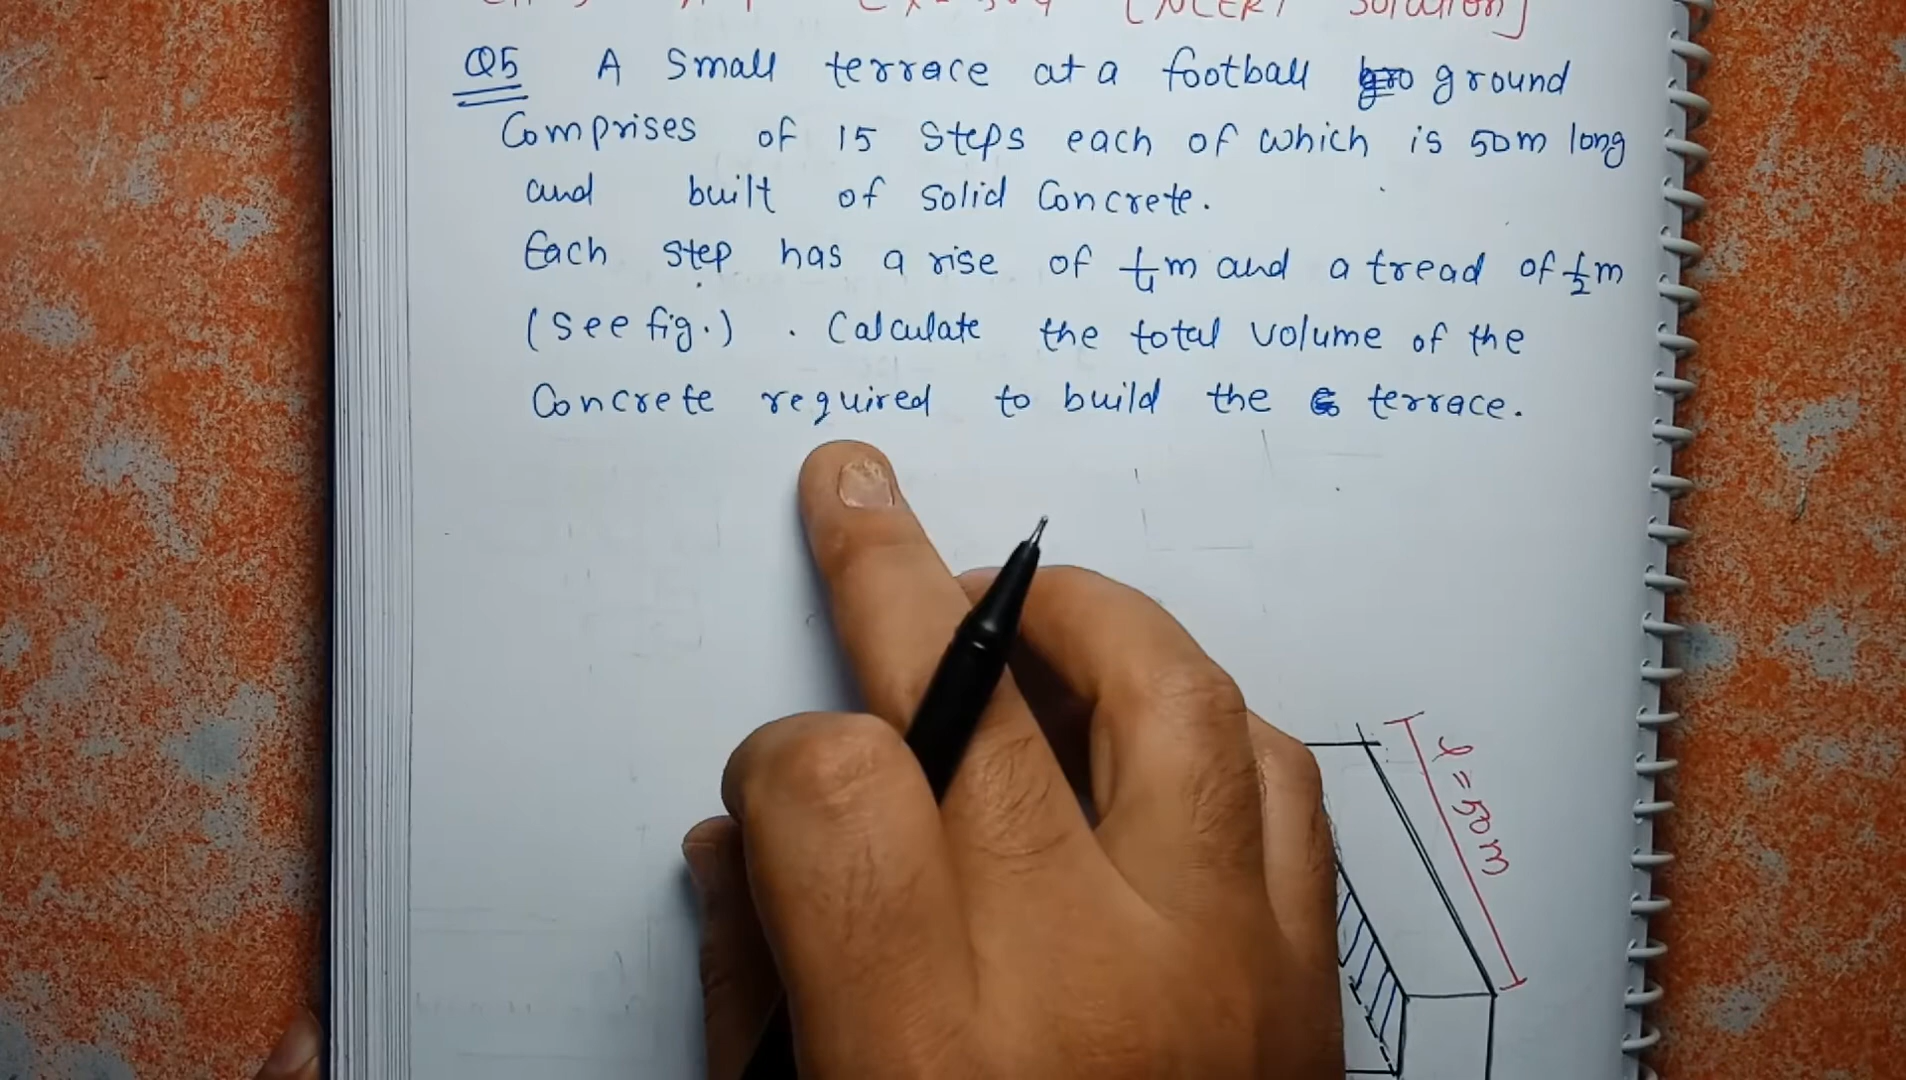 [NCERT Solution]
Q5 A small terrace at a football ground
Comprises of 15 steps each of which is 50m long
and built of solid Concrete.
Each step has a rise of 1/4 m and a tread of 1/2 m
(see fig.). Calculate the total volume of the
Concrete required to build the terrace.
l = 50m